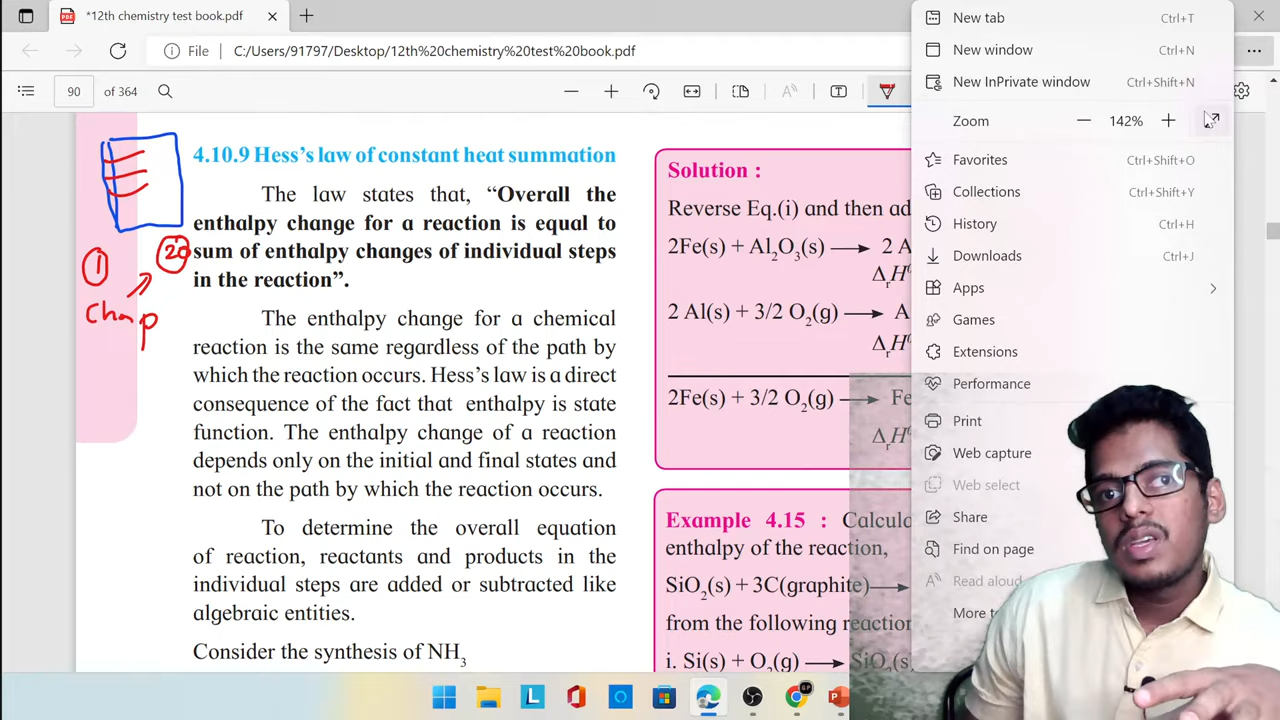 *12th chemistry test book.pdf
File
C:/Users/91797/Desktop/12th%20chemistry%20test%20book.pdf
90 of 364
4.10.9 Hess's law of constant heat summation
The law states that, “Overall the
enthalpy change for a reaction is equal to
sum of enthalpy changes of individual steps
in the reaction”.
The enthalpy change for a chemical
reaction is the same regardless of the path by
which the reaction occurs. Hess's law is a direct
consequence of the fact that enthalpy is state
function. The enthalpy change of a reaction
depends only on the initial and final states and
not on the path by which the reaction occurs.
To determine the overall equation
of reaction, reactants and products in the
individual steps are added or subtracted like
algebraic entities.
Consider the synthesis of NH₃
1
20
Chap
Solution :
Reverse Eq.(i) and then ad
2Fe(s) + Al₂O₃(s) ⟶ 2 A
ΔᵣH⁰
2 Al(s) + 3/2 O₂(g) ⟶ A
ΔᵣH⁰
2Fe(s) + 3/2 O₂(g) ⟶ Fe
ΔᵣH⁰
Example 4.15 : Calcula
enthalpy of the reaction,
SiO₂(s) + 3C(graphite) ⟶
from the following reaction
i. Si(s) + O₂(g) ⟶ SiO₂(s)
New tab Ctrl+T
New window Ctrl+N
New InPrivate window Ctrl+Shift+N
Zoom 142%
Favorites Ctrl+Shift+O
Collections Ctrl+Shift+Y
History Ctrl+H
Downloads Ctrl+J
Apps
Games
Extensions
Performance
Print
Web capture
Web select
Share
Find on page
Read aloud
More to